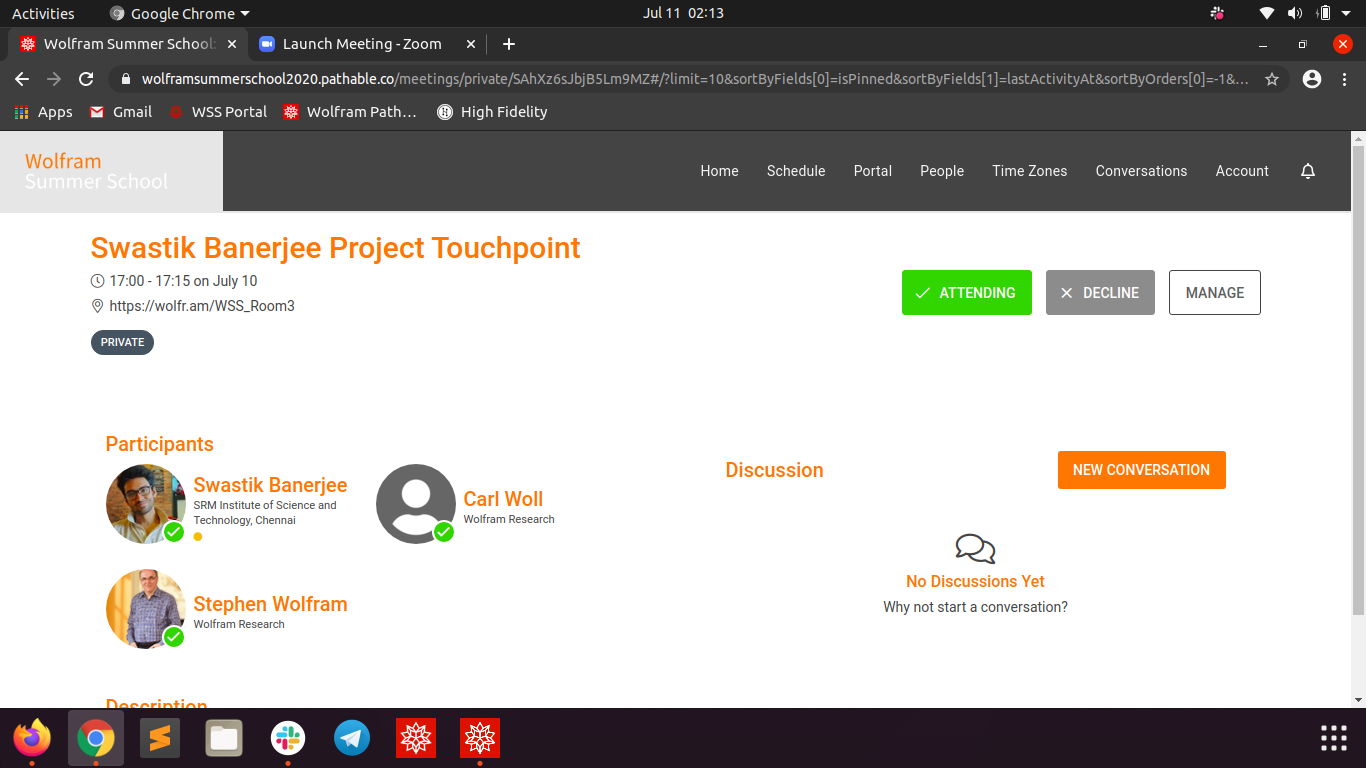 Activities
Google Chrome
Jul 11 02:13
Wolfram Summer School:
Launch Meeting - Zoom
wolframsummerschool2020.pathable.co/meetings/private/SAhXz6sJbjB5Lm9MZ#/?limit=10&sortByFields[0]=isPinned&sortByFields[1]=lastActivityAt&sortByOrders[0]=-1&...
Apps
Gmail
WSS Portal
Wolfram Path...
High Fidelity
Wolfram
Summer School
Home
Schedule
Portal
People
Time Zones
Conversations
Account
Swastik Banerjee Project Touchpoint
17:00 - 17:15 on July 10
https://wolfr.am/WSS_Room3
ATTENDING
DECLINE
MANAGE
PRIVATE
Participants
Swastik Banerjee
SRM Institute of Science and
Technology, Chennai
Carl Woll
Wolfram Research
Stephen Wolfram
Wolfram Research
Discussion
NEW CONVERSATION
No Discussions Yet
Why not start a conversation?
Description